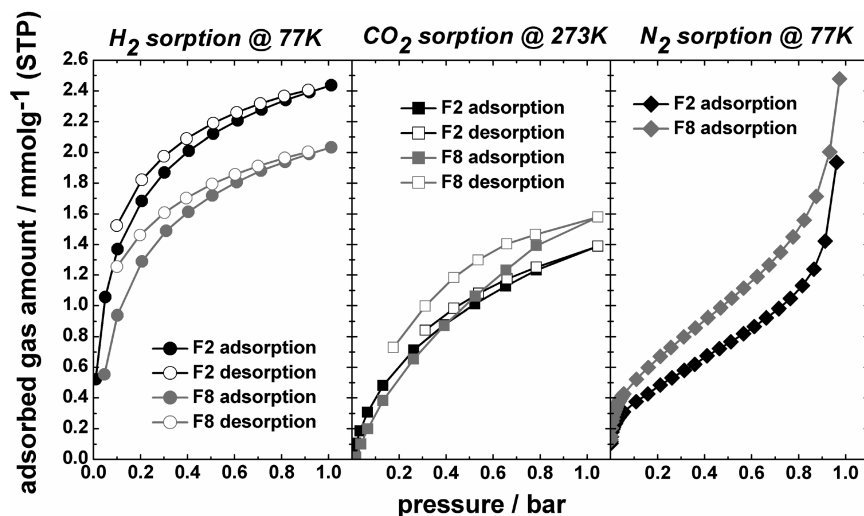 H2 sorption @ 77K
CO2 sorption @ 273K
N2 sorption @ 77K
adsorbed gas amount / mmolg-1 (STP)
2.6
2.4
2.2
2.0
1.8
1.6
1.4
1.2
1.0
0.8
0.6
0.4
0.2
0.0
F2 adsorption
F2 desorption
F8 adsorption
F8 desorption
F2 adsorption
F2 desorption
F8 adsorption
F8 desorption
F2 adsorption
F8 adsorption
0.0 0.2 0.4 0.6 0.8 1.0
0.2 0.4 0.6 0.8 1.0
0.2 0.4 0.6 0.8 1.0
pressure / bar